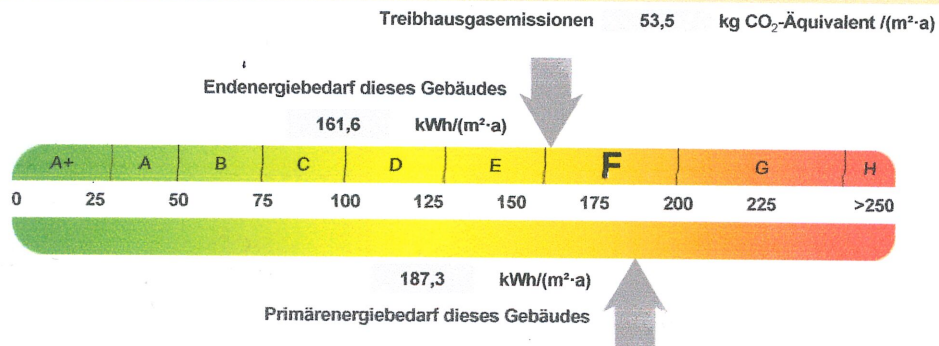 Treibhausgasemissionen 53,5 kg CO₂-Äquivalent /(m²·a)
Endenergiebedarf dieses Gebäudes
161,6 kWh/(m²·a)
A+ A B C D E F G H
0 25 50 75 100 125 150 175 200 225 >250
187,3 kWh/(m²·a)
Primärenergiebedarf dieses Gebäudes